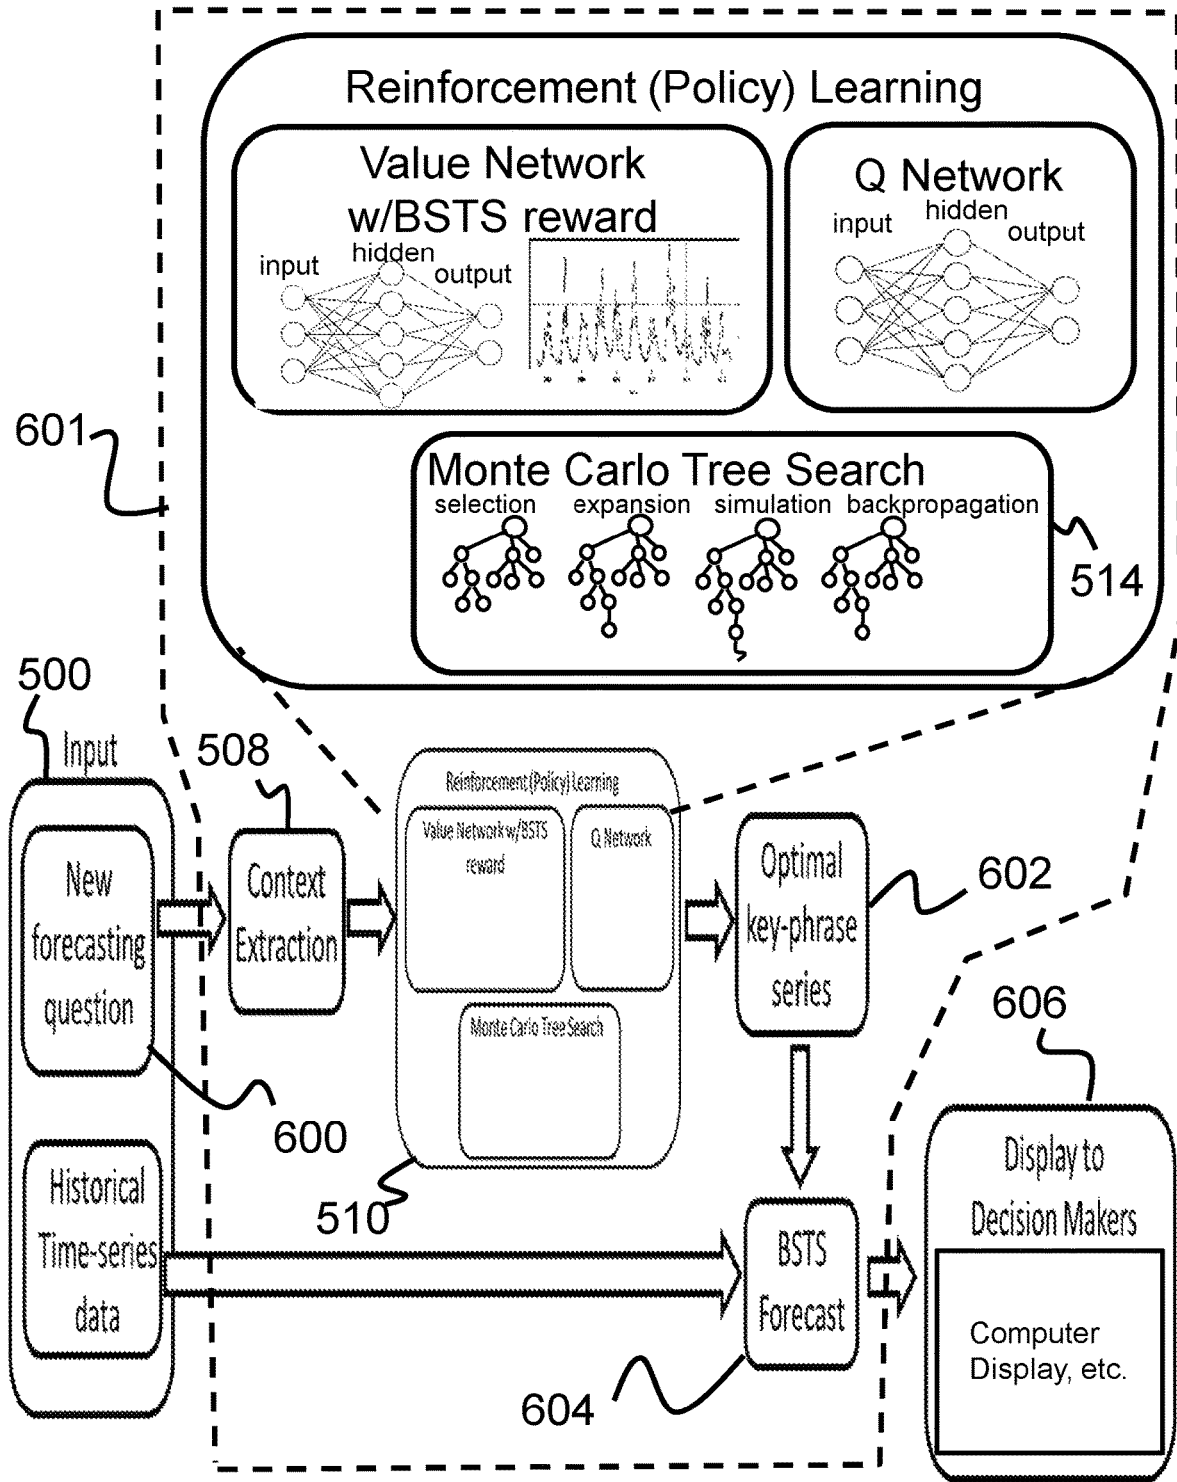 Reinforcement (Policy) Learning
Value Network
w/BSTS reward
input
hidden
output
Q Network
input
hidden
output
601
Monte Carlo Tree Search
selection expansion simulation backpropagation
514
500
Input
New
forecasting
question
600
Historical
Time-series
data
508
Context
Extraction
Reinforcement (Policy) Learning
Value Network w/BSTS
reward
Q Network
Monte Carlo Tree Search
510
Optimal
key-phrase
series
602
BSTS
Forecast
604
606
Display to
Decision Makers
Computer
Display, etc.